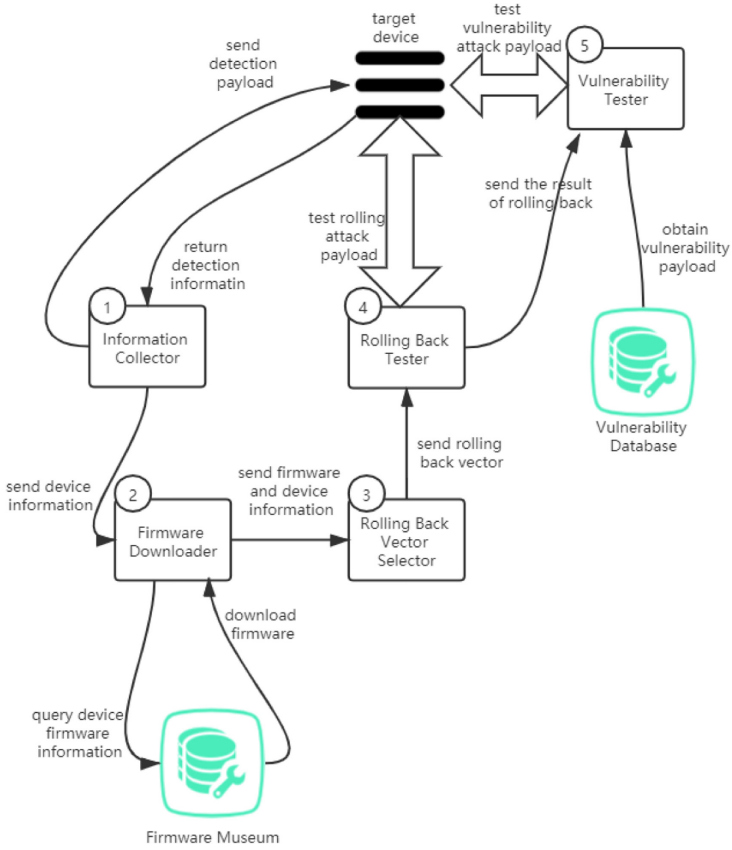 target
device
test
vulnerability
attack payload
5
Vulnerability
Tester
send
detection
payload
send the result
of rolling back
test rolling
attack
payload
return
detection
informatin
obtain
vulnerability
payload
1
Information
Collector
4
Rolling Back
Tester
Vulnerability
Database
send rolling
back vector
send device
information
send firmware
and device
information
2
Firmware
Downloader
3
Rolling Back
Vector
Selector
download
firmware
query device
firmware
information
Firmware Museum